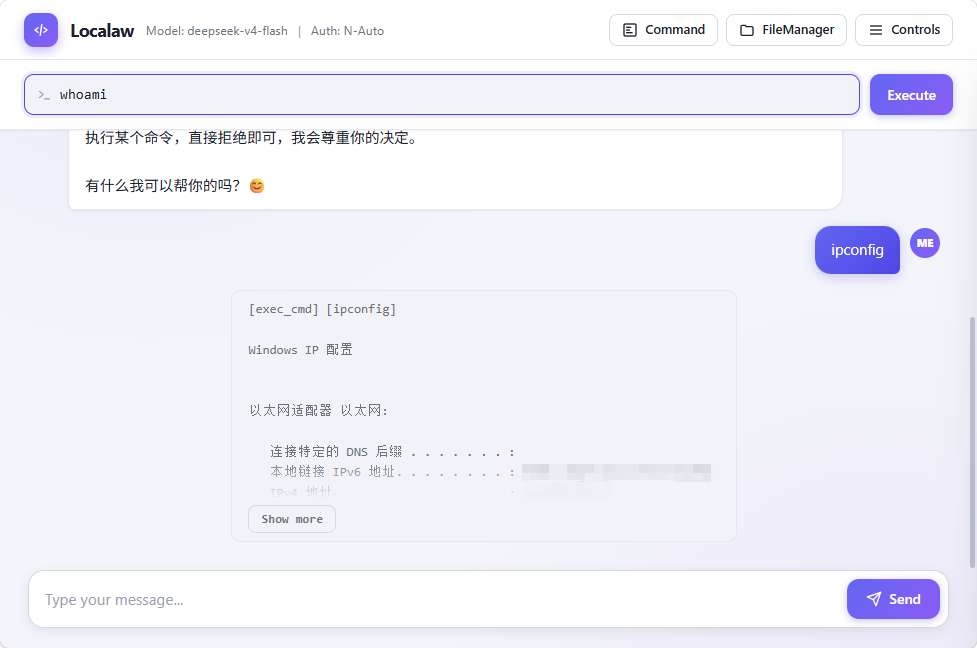 </>
Localaw
Model: deepseek-v4-flash | Auth: N-Auto
Command
FileManager
Controls
>_ whoami
Execute
执行某个命令，直接拒绝即可，我会尊重你的决定。
有什么我可以帮你的吗？😊
ipconfig
ME
[exec_cmd] [ipconfig]
Windows IP 配置
以太网适配器 以太网:
连接特定的 DNS 后缀 . . . . . . . :
本地链接 IPv6 地址. . . . . . . . :
IPv4 地址 . . . . . . . . . . . . :
Show more
Type your message...
Send